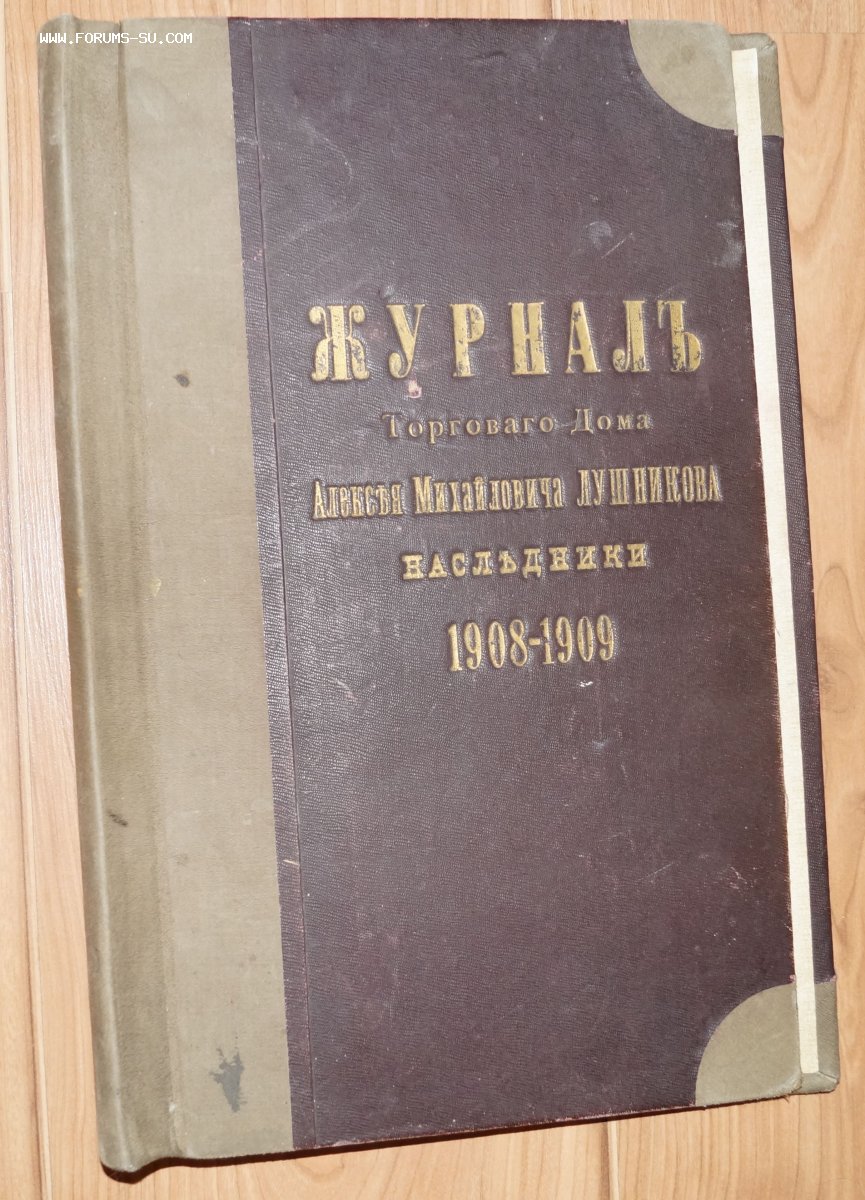 WWW.FORUMS-SU.COM
ЖУРНАЛЪ
Торговаго Дома
Алексѣя Михайловича ЛУШНИКОВА
НАСЛѢДНИКИ
1908-1909